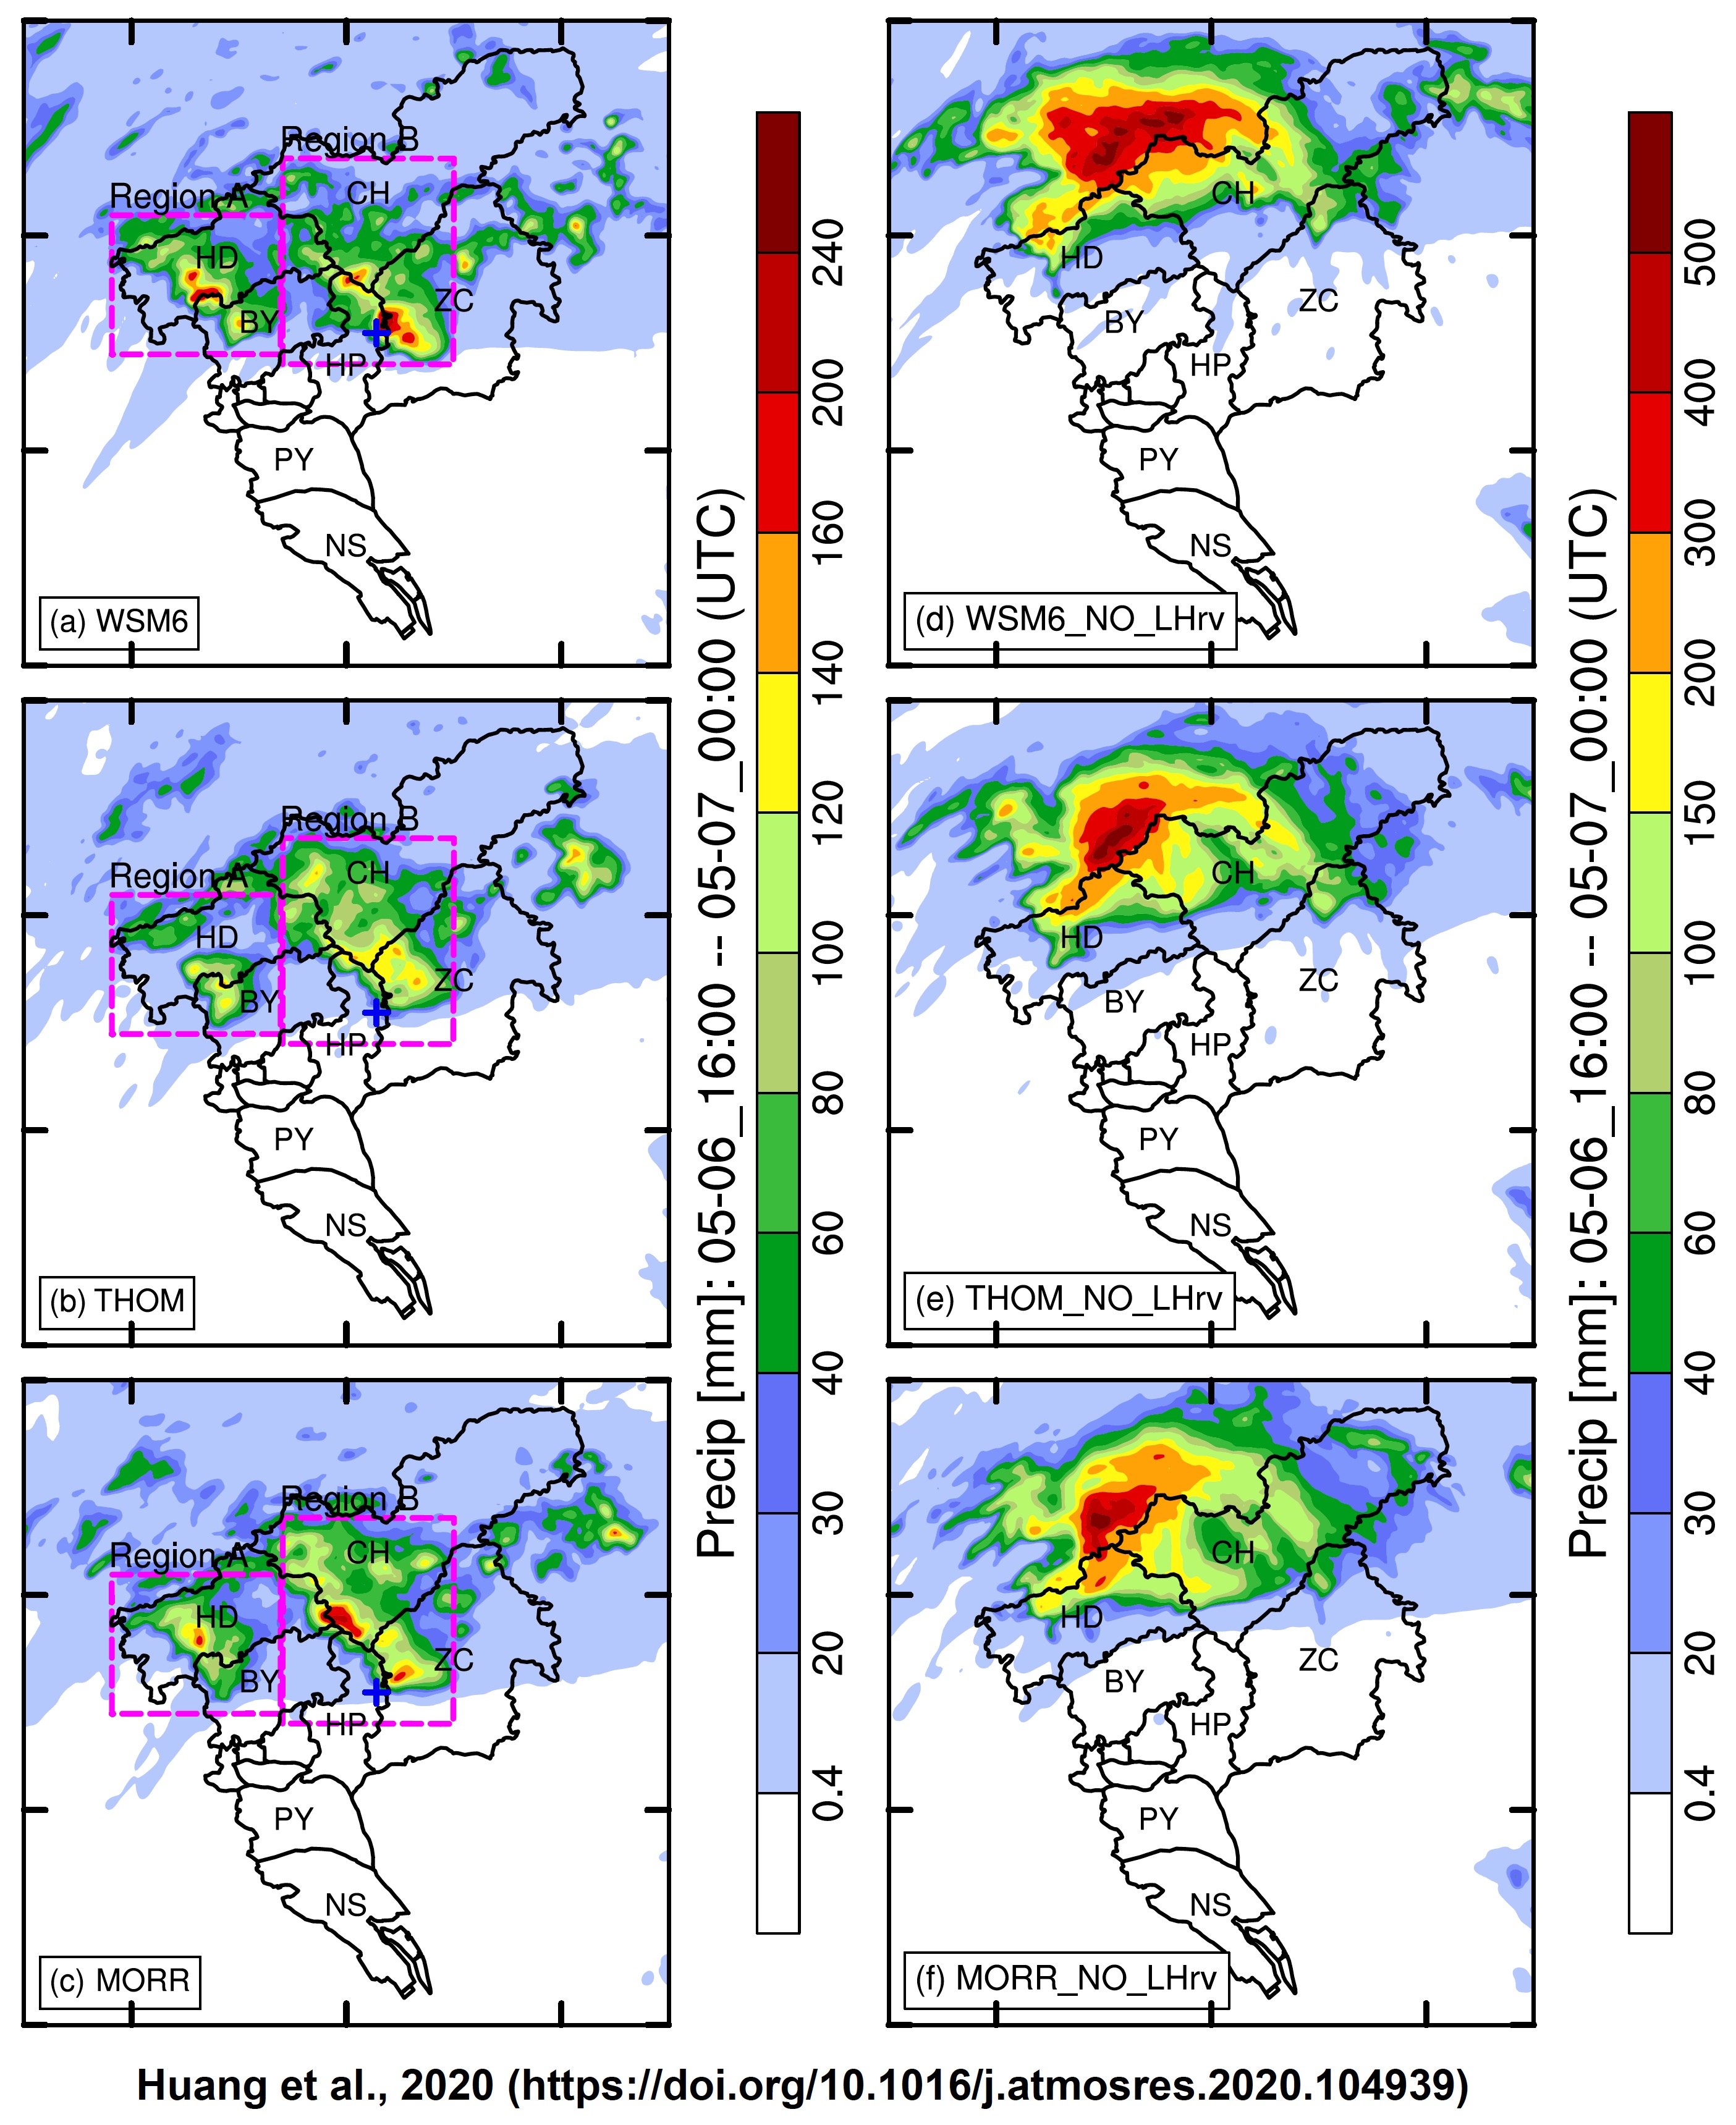 Region B
Region A
CH
HD
ZC
BY
HP
PY
NS
(a) WSM6
CH
HD
ZC
BY
HP
PY
NS
(d) WSM6_NO_LHrv
Region B
Region A
CH
HD
ZC
BY
HP
PY
NS
(b) THOM
CH
HD
ZC
BY
HP
PY
NS
(e) THOM_NO_LHrv
Region B
Region A
CH
HD
ZC
BY
HP
PY
NS
(c) MORR
CH
HD
ZC
BY
HP
PY
NS
(f) MORR_NO_LHrv
Precip [mm]: 05-06_16:00 -- 05-07_00:00 (UTC)
240
200
160
140
120
100
80
60
40
30
20
0.4
Precip [mm]: 05-06_16:00 -- 05-07_00:00 (UTC)
500
400
300
200
150
100
80
60
40
30
20
0.4
Huang et al., 2020 (https://doi.org/10.1016/j.atmosres.2020.104939)